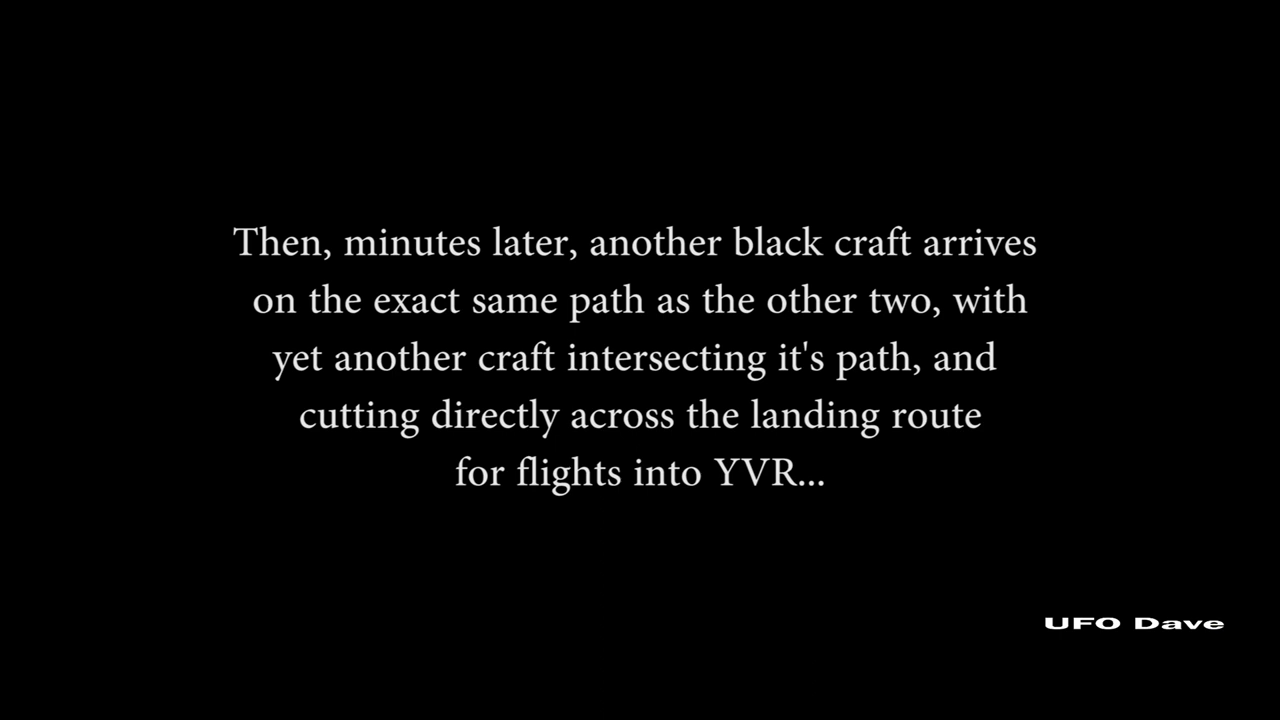 Then, minutes later, another black craft arrives
on the exact same path as the other two, with
yet another craft intersecting it's path, and
cutting directly across the landing route
for flights into YVR...
UFO Dave